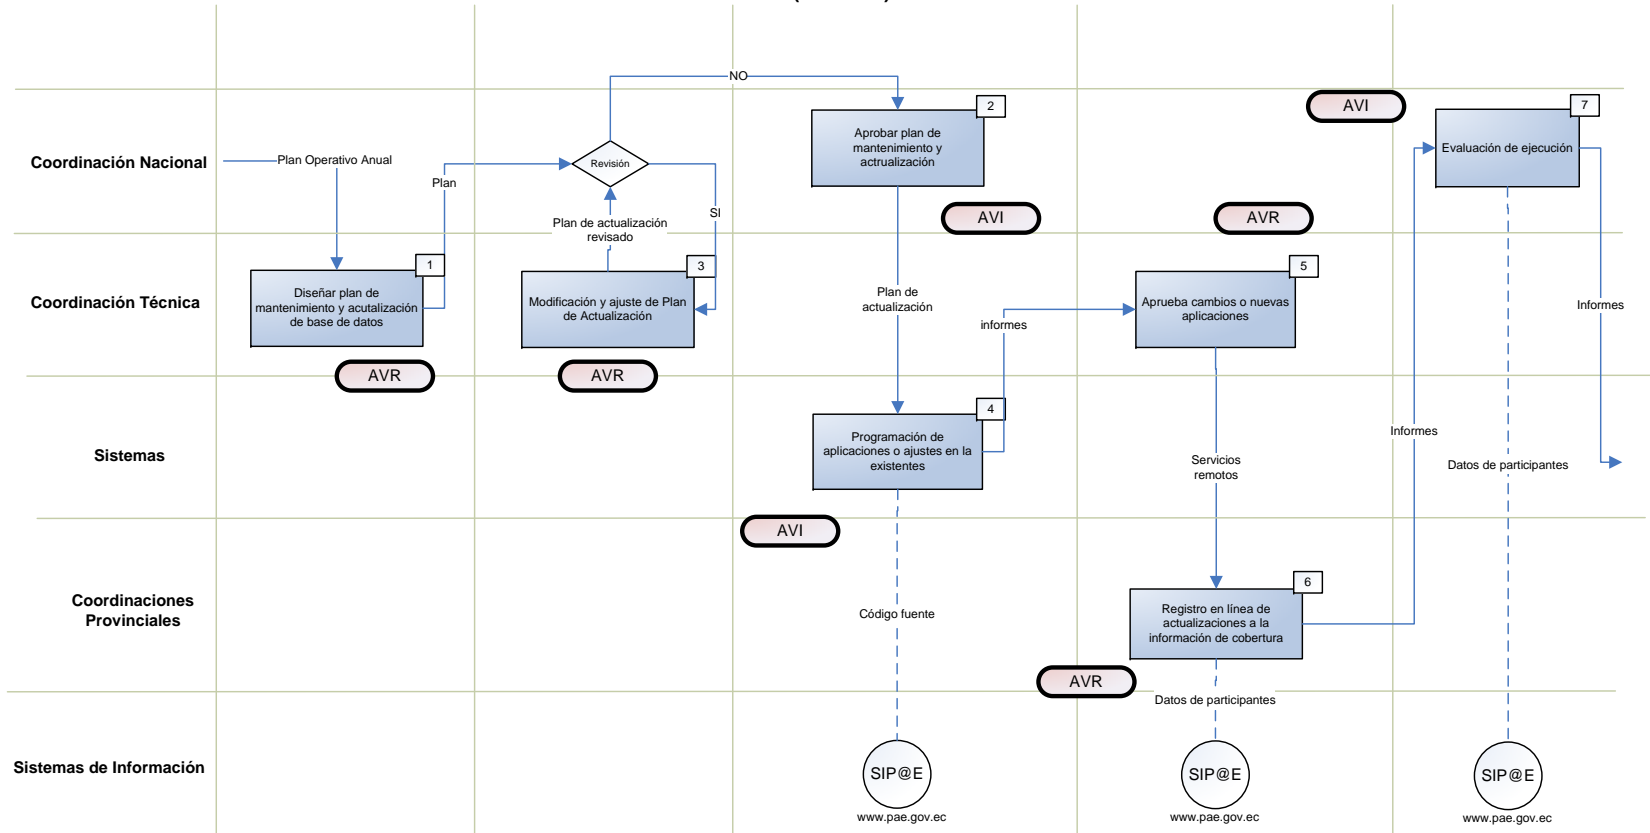 NO
AVI
2
7
Aprobar plan de
mantenimiento y
actrualización
Evaluación de ejecución
Coordinación Nacional
Plan Operativo Anual
Revisión
Plan
SI
Plan de actualización
revisado
AVI
AVR
1
3
5
Coordinación Técnica
Diseñar plan de
mantenimiento y acutalización
de base de datos
Modificación y ajuste de Plan
de Actualización
Plan de
actualización
informes
Aprueba cambios o nuevas
aplicaciones
Informes
AVR
AVR
4
Sistemas
Programación de
aplicaciones o ajustes en la
existentes
Servicios
remotos
Informes
Datos de participantes
AVI
6
Coordinaciones
Provinciales
Código fuente
Registro en línea de
actualizaciones a la
información de cobertura
AVR
Datos de participantes
Sistemas de Información
SIP@E
SIP@E
SIP@E
www.pae.gov.ec
www.pae.gov.ec
www.pae.gov.ec